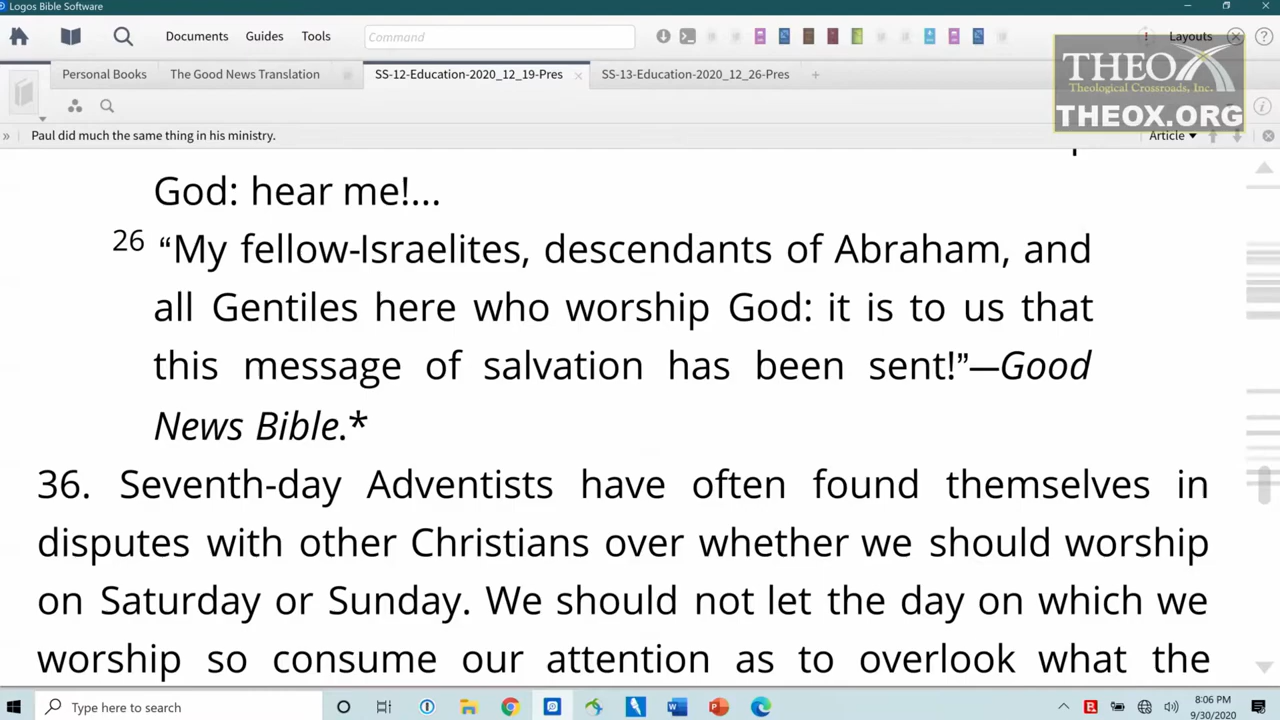 Logos Bible Software
Documents Guides Tools Command Layouts
THEOX
Theological Crossroads, Inc.
THEOX.ORG
Personal Books The Good News Translation SS-12-Education-2020_12_19-Pres SS-13-Education-2020_12_26-Pres
» Paul did much the same thing in his ministry. Article
God: hear me!...
26 “My fellow-Israelites, descendants of Abraham, and
all Gentiles here who worship God: it is to us that
this message of salvation has been sent!”—Good
News Bible.*
36. Seventh-day Adventists have often found themselves in
disputes with other Christians over whether we should worship
on Saturday or Sunday. We should not let the day on which we
worship so consume our attention as to overlook what the
Type here to search
8:06 PM
9/30/2020